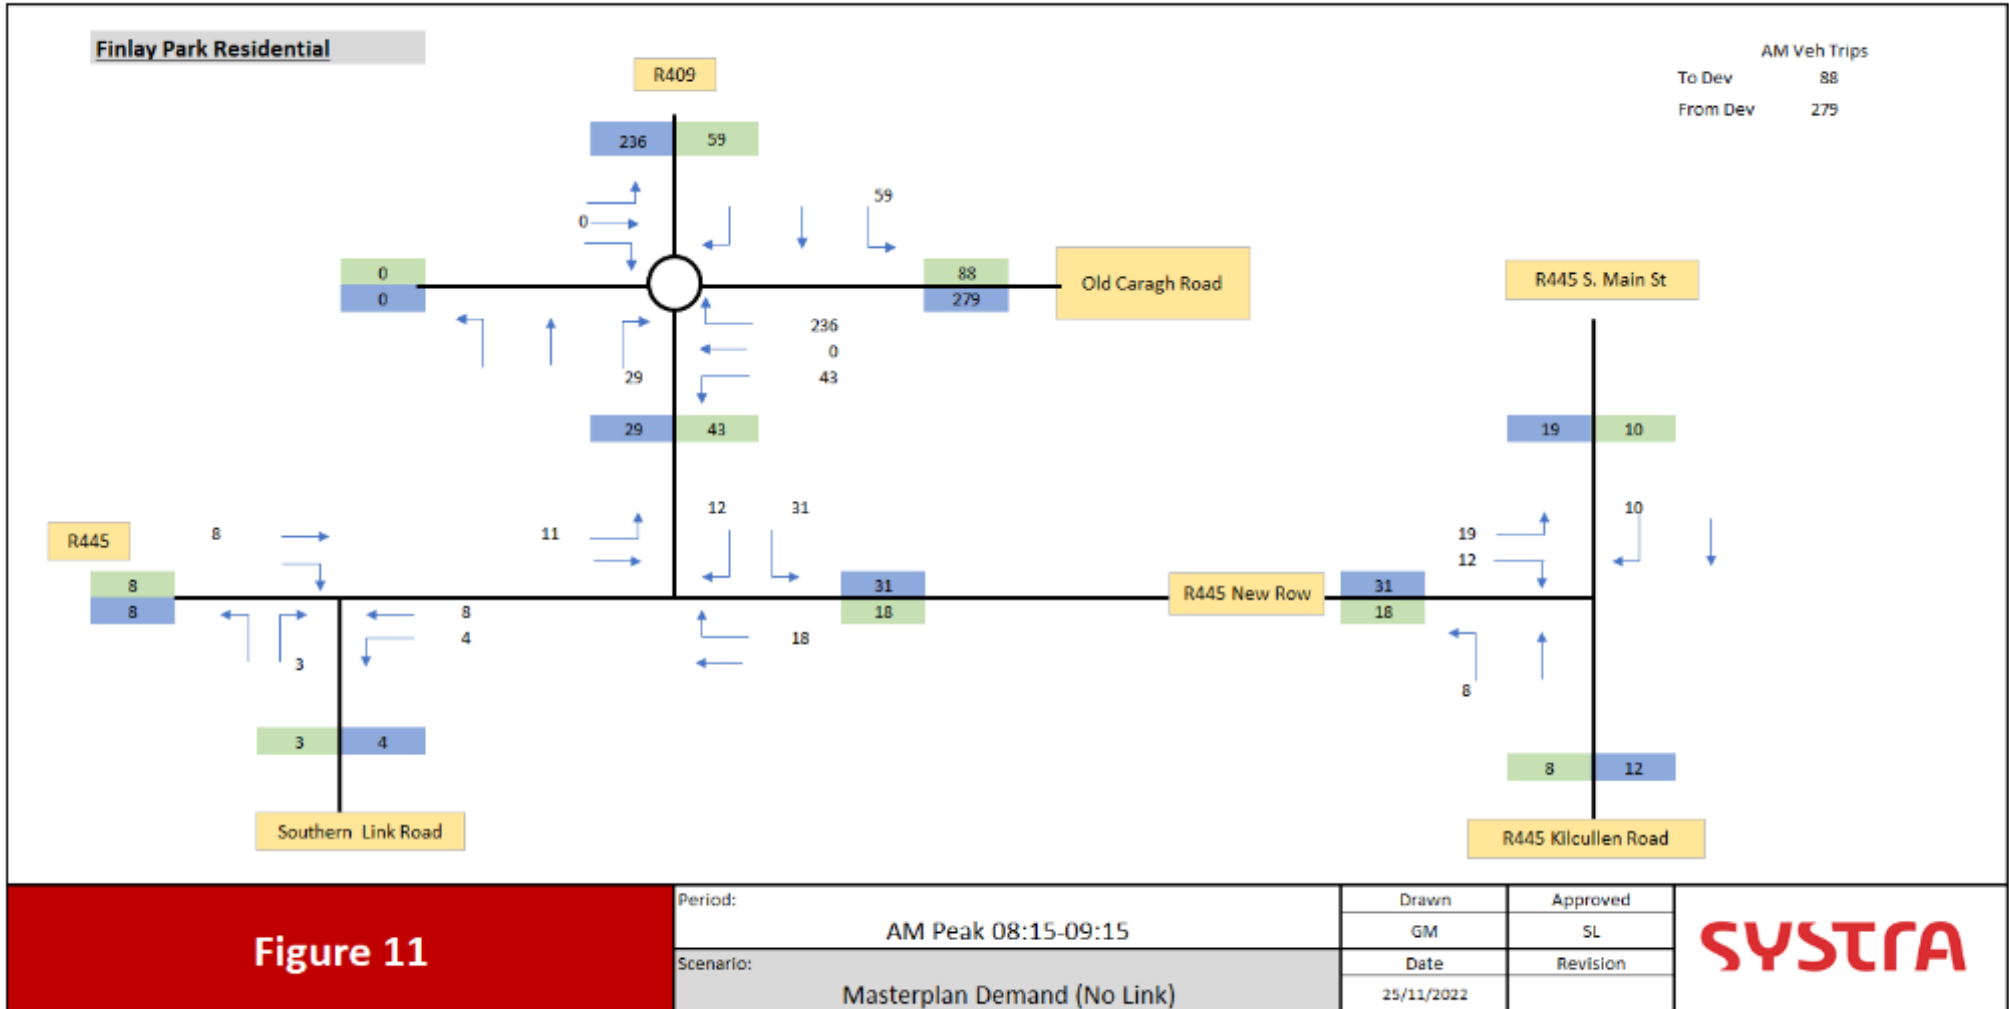 Finlay Park Residential
AM Veh Trips
To Dev 88
From Dev 279
R409
236 59
59
0
0
0
88
279
Old Caragh Road
R445 S. Main St
236
0
43
29
29 43
19 10
R445
8
11
12 31
19
12
10
8
8
31
18
R445 New Row
31
18
8
4
18
3
8
3 4
8 12
Southern Link Road
R445 Kilcullen Road
Figure 11
Period:
AM Peak 08:15-09:15
Scenario:
Masterplan Demand (No Link)
Drawn Approved
GM SL
Date Revision
25/11/2022
SYSTRA